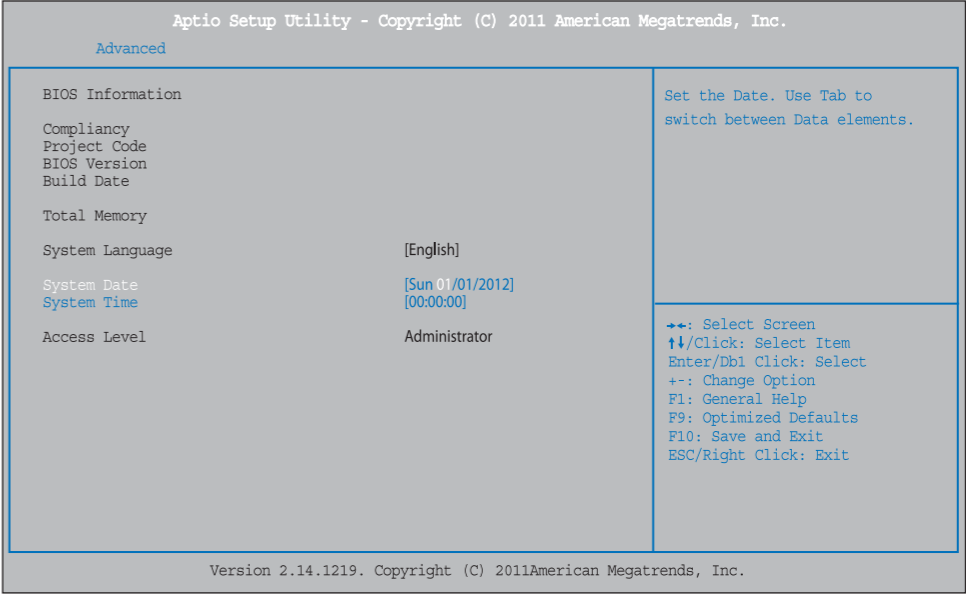 Aptio Setup Utility - Copyright (C) 2011 American Megatrends, Inc.
Advanced
BIOS Information
Compliancy
Project Code
BIOS Version
Build Date
Total Memory
System Language [English]
System Date [Sun 01/01/2012]
System Time [00:00:00]
Access Level Administrator
Set the Date. Use Tab to
switch between Data elements.
→←: Select Screen
↑↓/Click: Select Item
Enter/Db1 Click: Select
+-: Change Option
F1: General Help
F9: Optimized Defaults
F10: Save and Exit
ESC/Right Click: Exit
Version 2.14.1219. Copyright (C) 2011American Megatrends, Inc.